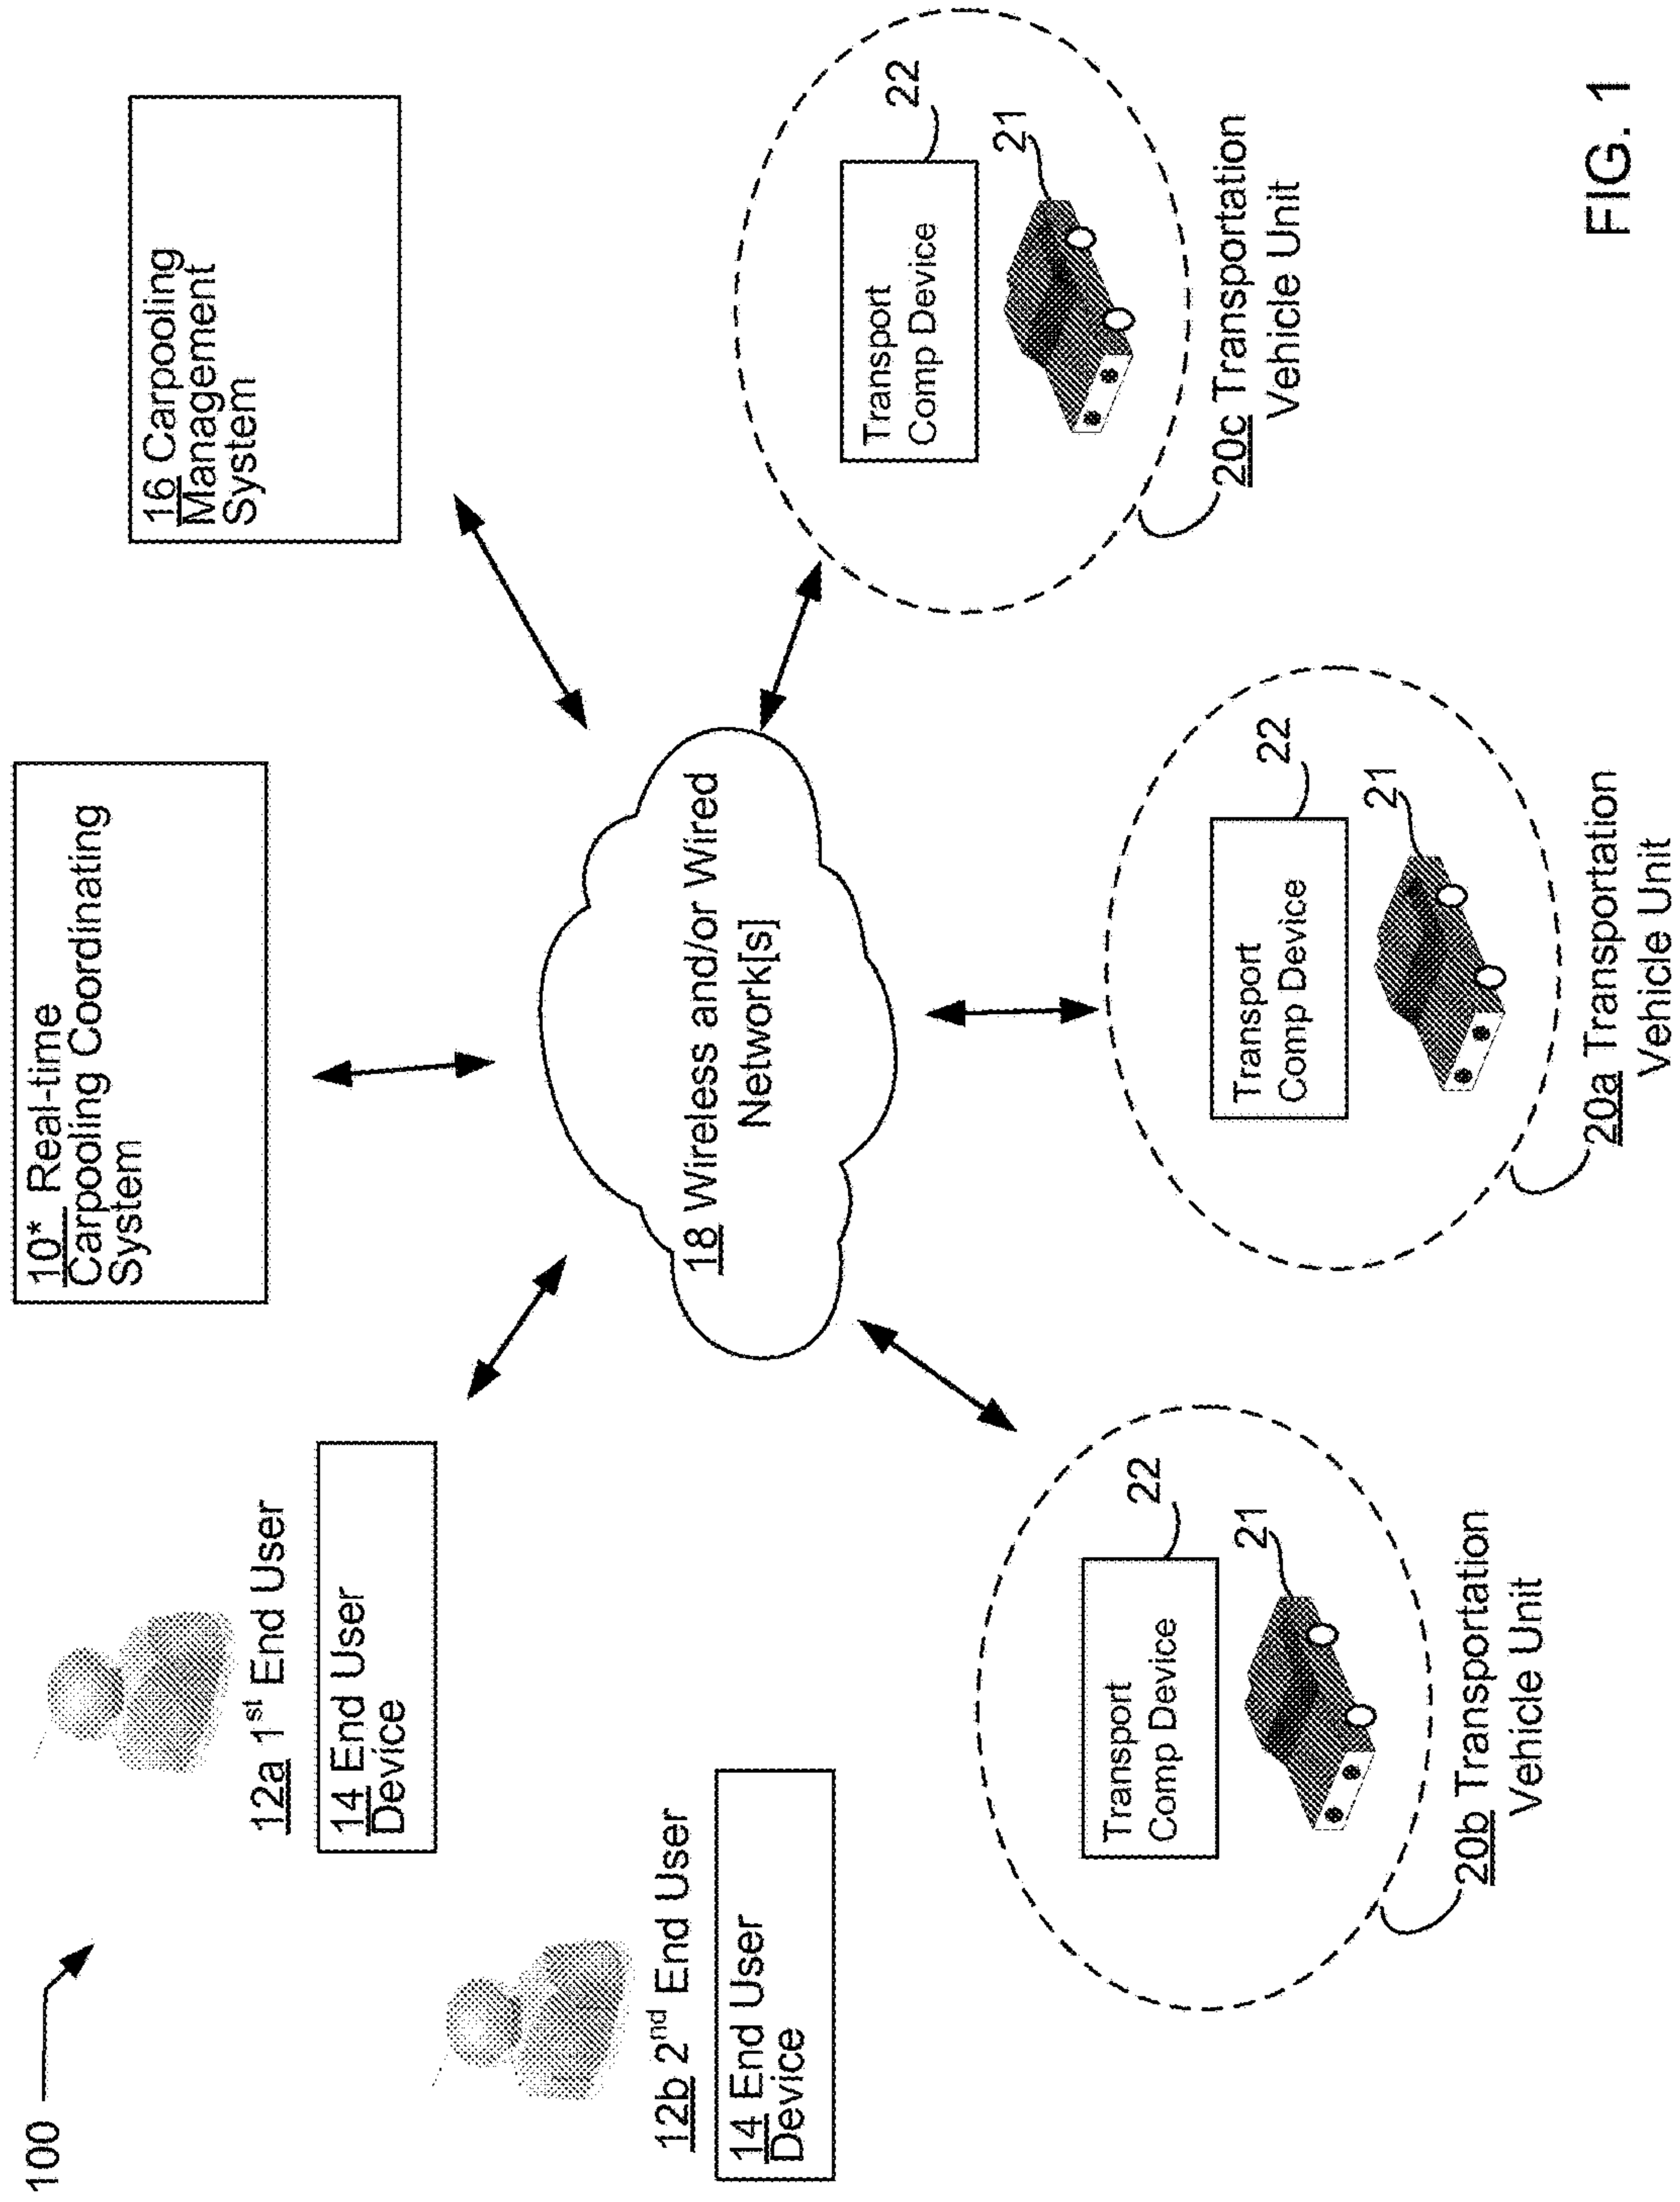 100
12a 1st End User
14 End User
Device
12b 2nd End User
14 End User
Device
10* Real-time
Carpooling Coordinating
System
16 Carpooling
Management
System
18 Wireless and/or Wired
Network[s]
Transport
Comp Device
22
21
20b Transportation
Vehicle Unit
Transport
Comp Device
22
21
20a Transportation
Vehicle Unit
Transport
Comp Device
22
21
20c Transportation
Vehicle Unit
FIG. 1